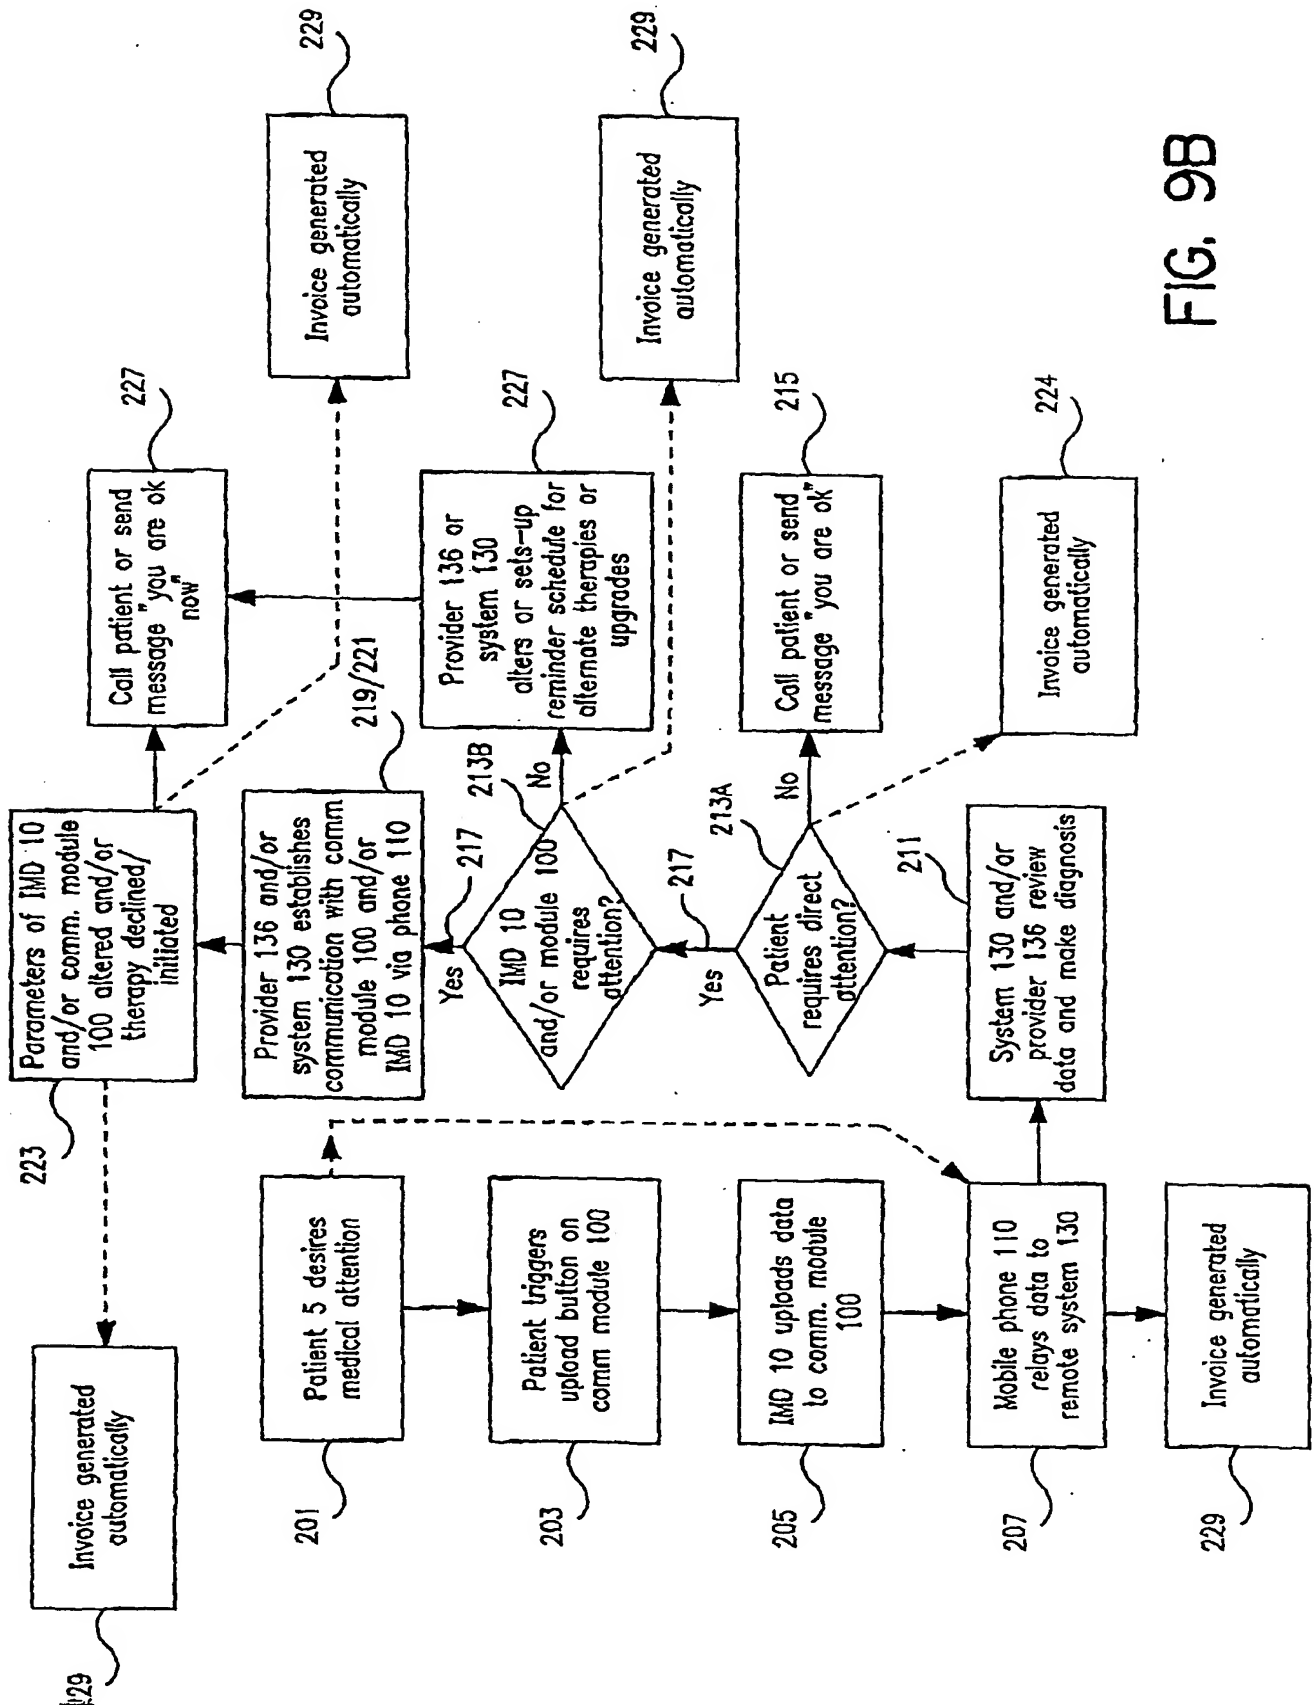 229
Invoice generated
automatically
223
Parameters of IMD 10
and/or comm. module
100 altered and/or
therapy declined/
initiated
Call patient or send
message "you are ok
now"
227
Invoice generated
automatically
229
201
Patient 5 desires
medical attention
Provider 136 and/or
system 130 establishes
communication with comm
module 100 and/or
IMD 10 via phone 110
219/221
203
Patient triggers
upload button on
comm module 100
Yes
217
IMD 10
and/or module 100
requires
attention?
213B
No
Provider 136 or
system 130
alters or sets-up
reminder schedule for
alternate therapies or
upgrades
227
Invoice generated
automatically
229
205
IMD 10 uploads data
to comm. module
100
Yes
217
Patient
requires direct
attention?
213A
No
Call patient or send
message "you are ok"
215
207
Mobile phone 110
relays data to
remote system 130
System 130 and/or
provider 136 review
data and make diagnosis
211
Invoice generated
automatically
224
229
Invoice generated
automatically
FIG. 9B